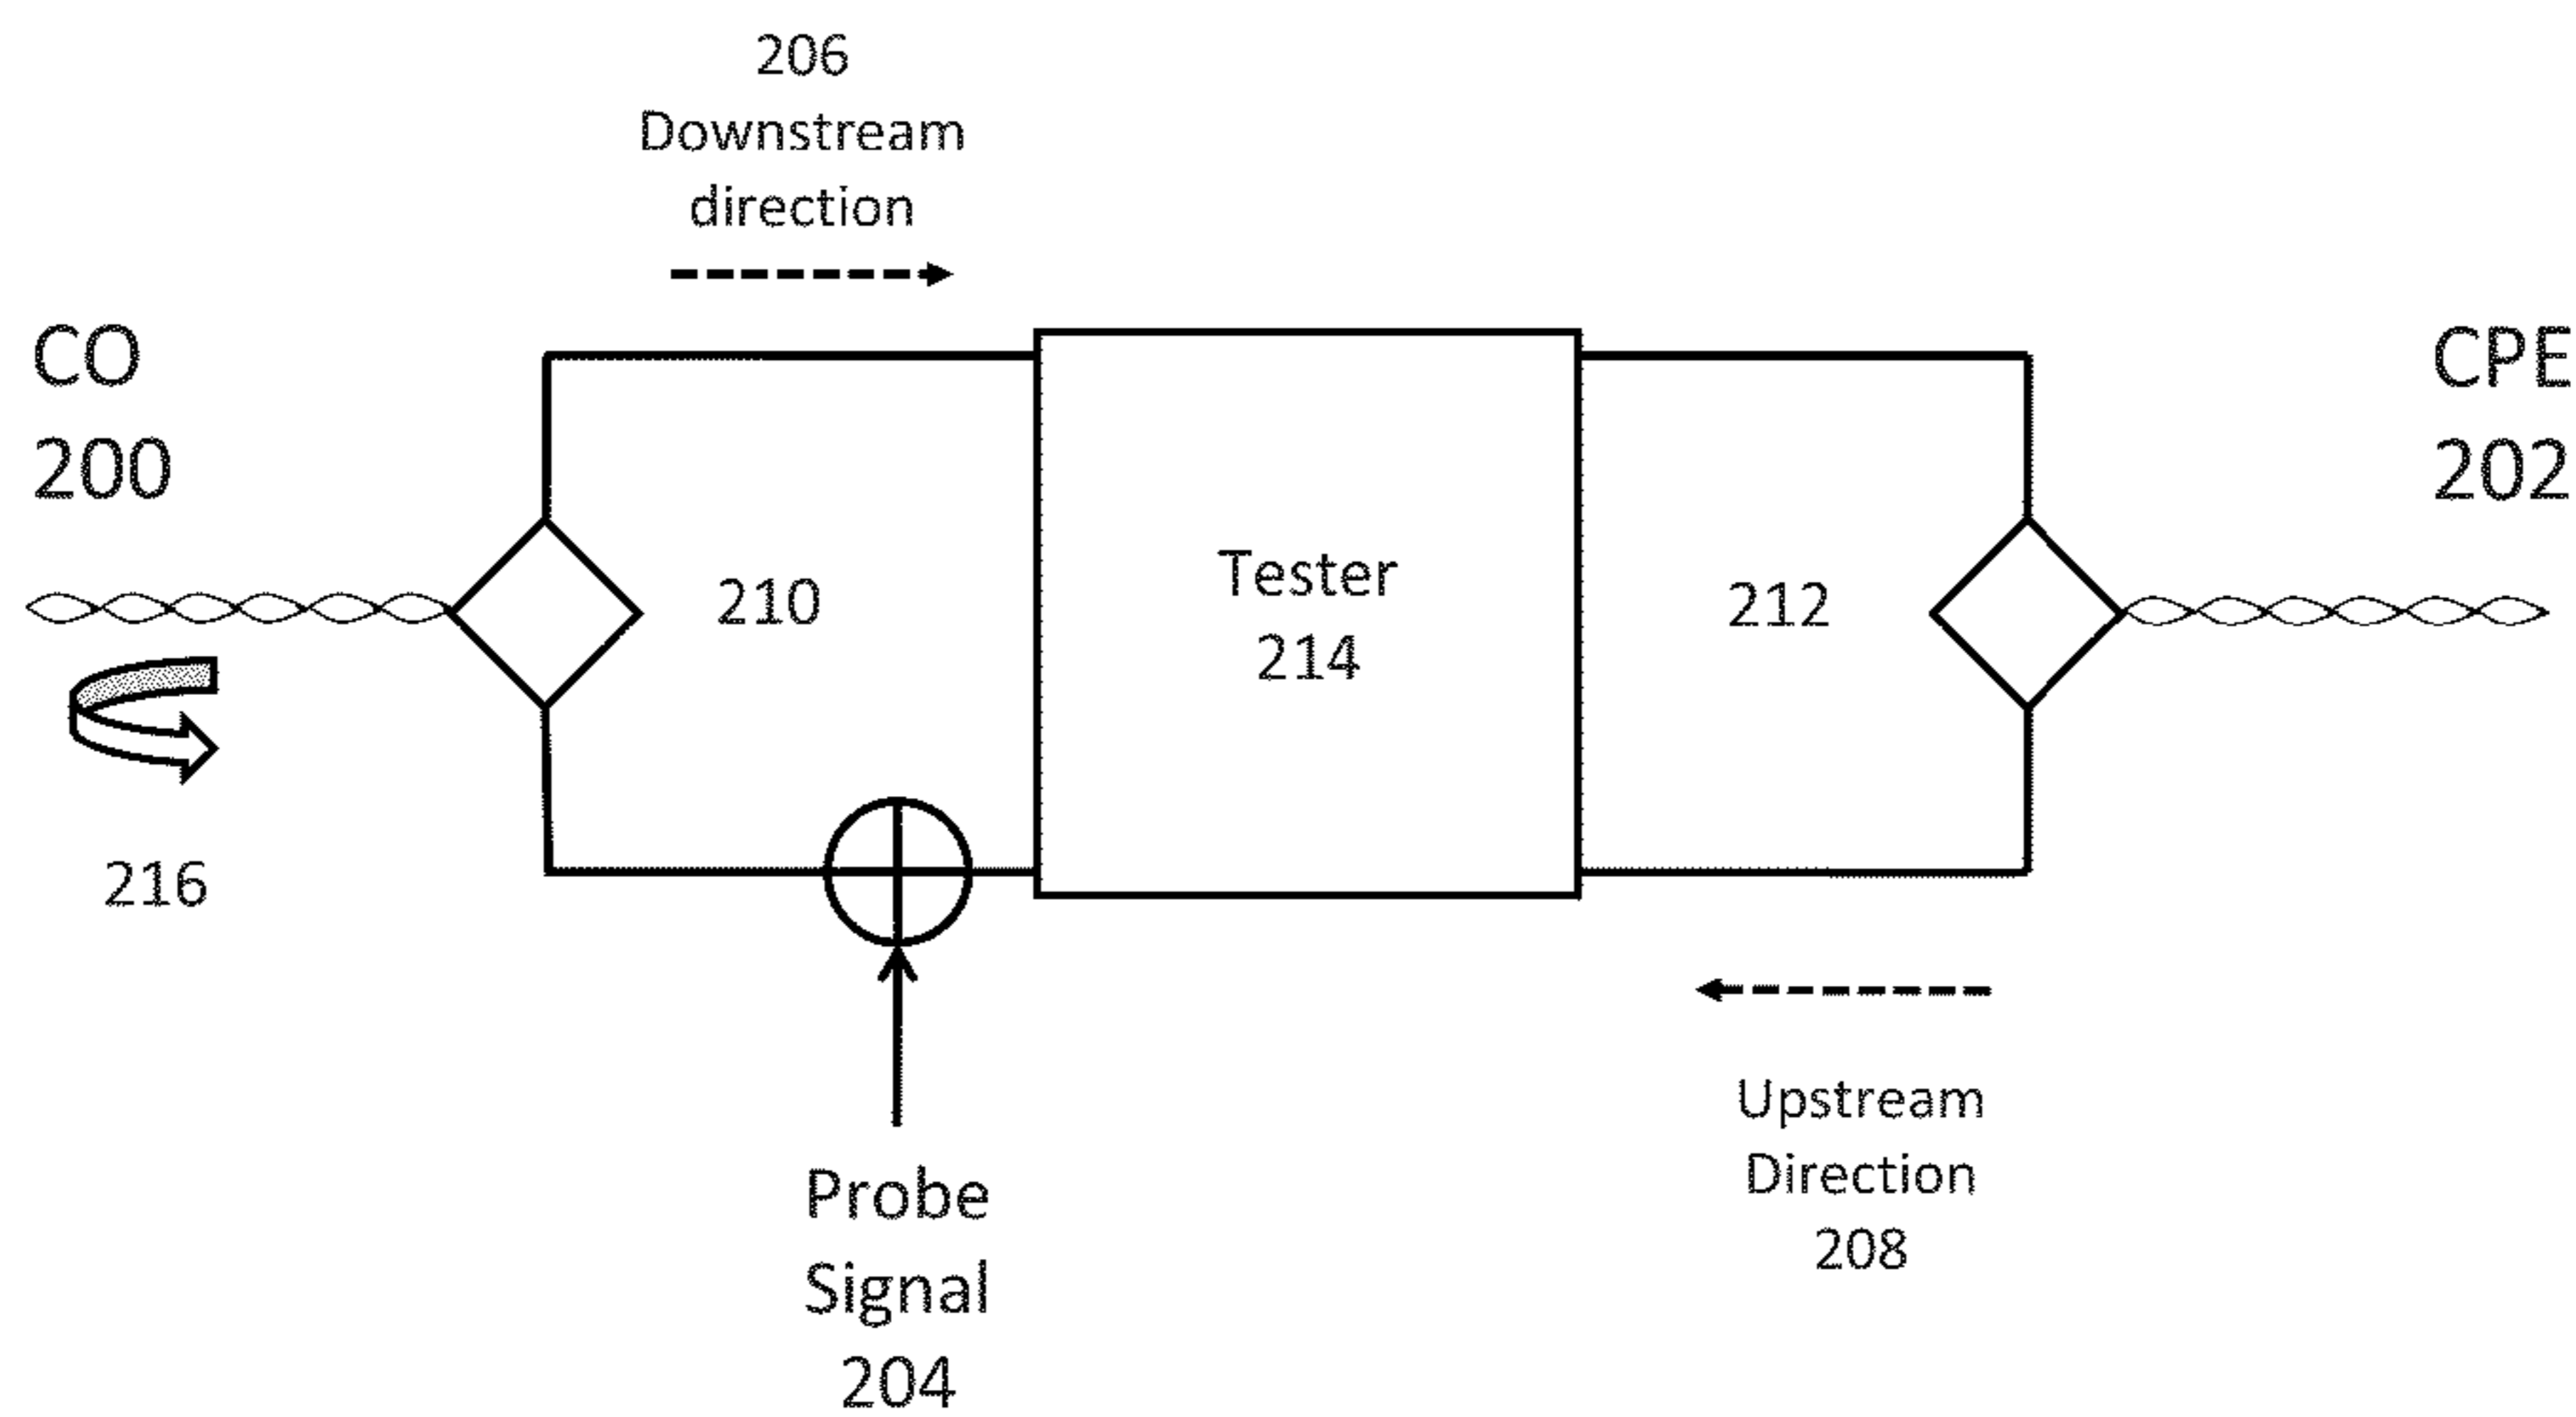 206
Downstream
direction
CO
200
CPE
202
210
Tester
214
212
216
Probe
Signal
204
Upstream
Direction
208